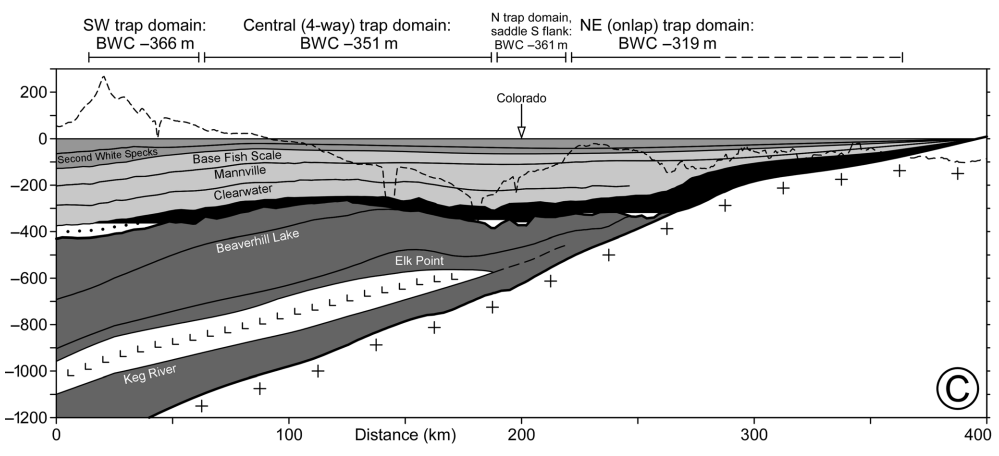 SW trap domain:
BWC –366 m
Central (4-way) trap domain:
BWC –351 m
N trap domain,
saddle S flank:
BWC –361 m
NE (onlap) trap domain:
BWC –319 m
200
0
–200
–400
–600
–800
–1000
–1200
Colorado
Second White Specks
Base Fish Scale
Mannville
Clearwater
Beaverhill Lake
Elk Point
Keg River
C
0
100
Distance (km)
200
300
400